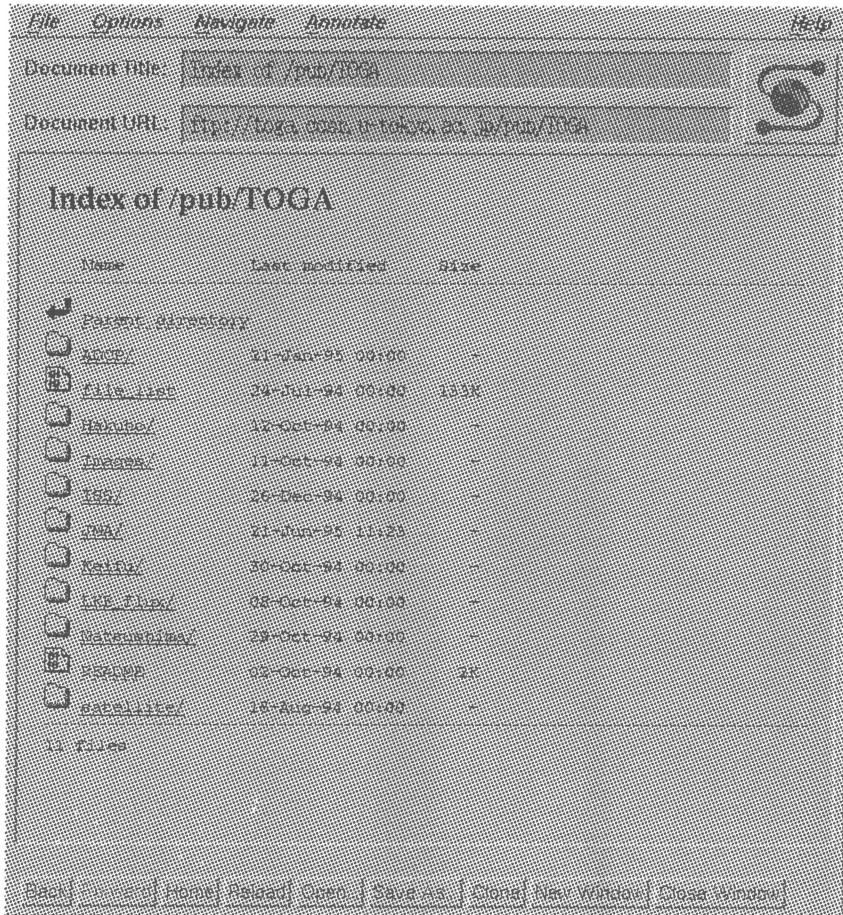 File Options Navigate Annotate Help
Document Title: Index of /pub/TOGA
Document URL: ftp://toga.ccsr.u-tokyo.ac.jp/pub/TOGA
Index of /pub/TOGA
Name Last modified Size
Parent directory
ADCP/ 21-Jan-95 00:00 -
file_list 24-Jul-94 00:00 133K
Hakuho/ 12-Oct-94 00:00 -
Images/ 11-Oct-94 00:00 -
ISS/ 26-Dec-94 00:00 -
JMA/ 21-Jun-95 11:23 -
Keifu/ 30-Oct-94 00:00 -
LKB_flux/ 08-Oct-94 00:00 -
Natsushima/ 29-Oct-94 00:00 -
README 02-Oct-94 00:00 2K
satellite/ 16-Aug-94 00:00 -
11 files
Back Forward Home Reload Open... Save As... Clone New Window Close Window